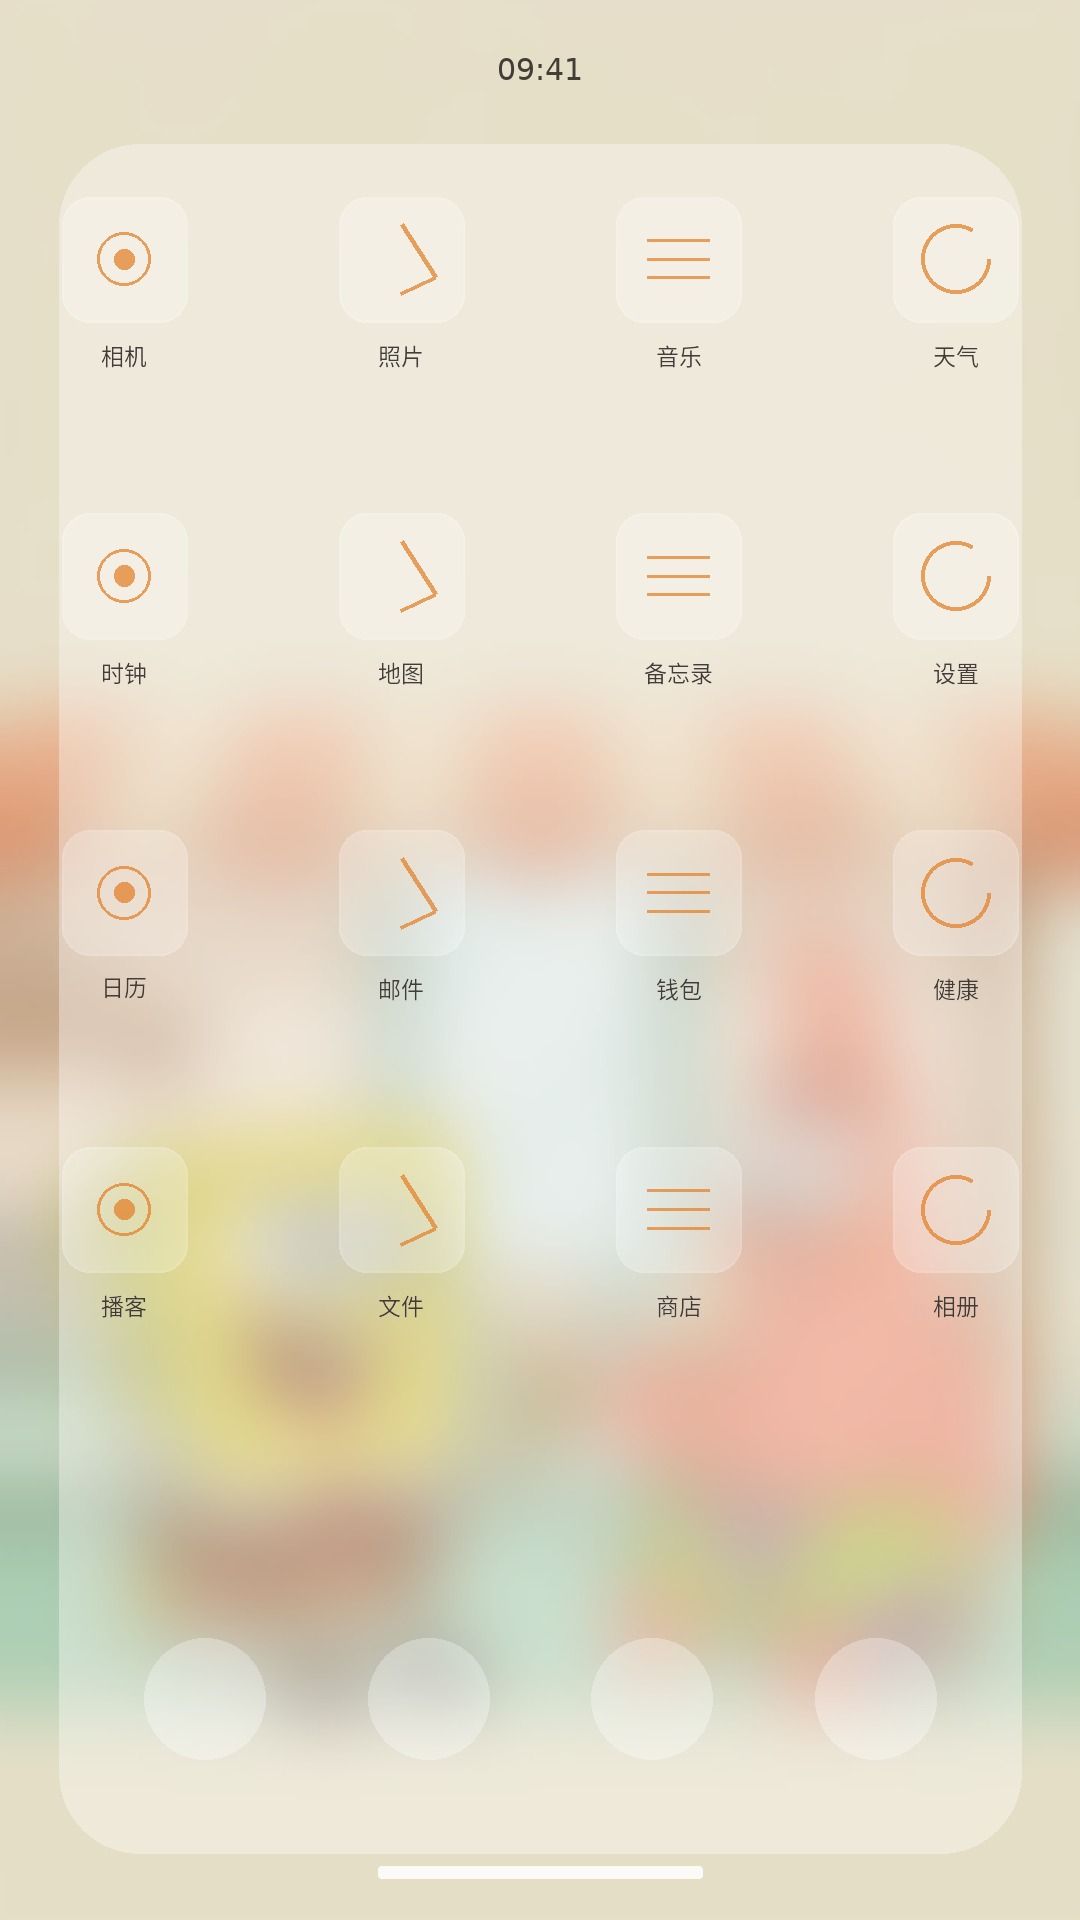 09:41
相机 照片 音乐 天气
时钟 地图 备忘录 设置
日历 邮件 钱包 健康
播客 文件 商店 相册